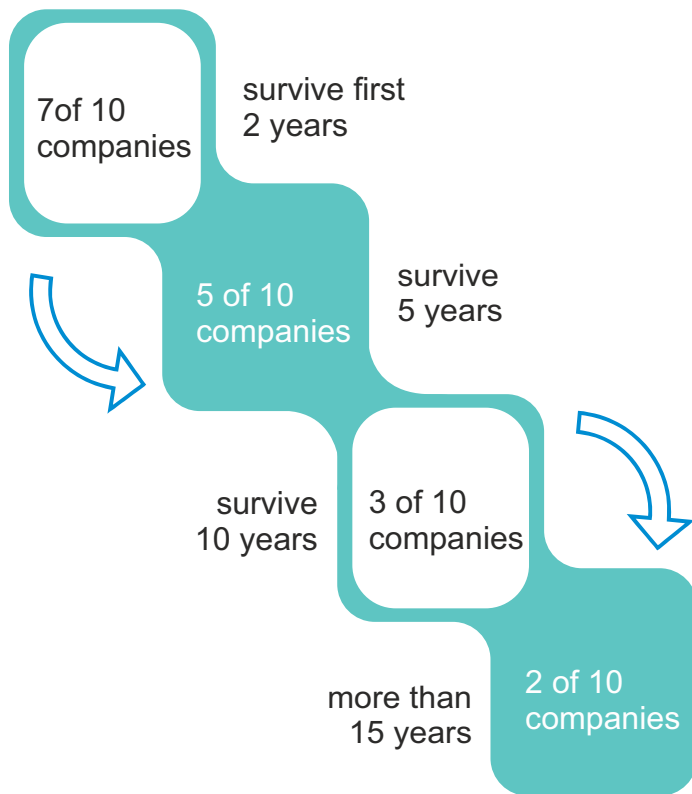 7of 10
companies
survive first
2 years
5 of 10
companies
survive
5 years
survive
10 years
3 of 10
companies
more than
15 years
2 of 10
companies